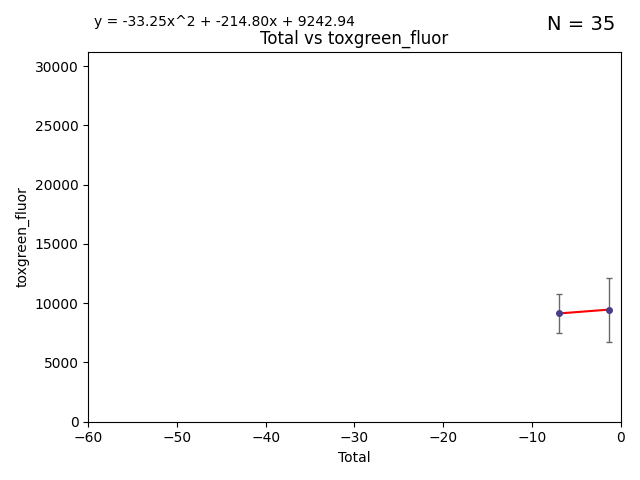 y = -33.25x^2 + -214.80x + 9242.94
N = 35
Total vs toxgreen_fluor
30000
25000
20000
15000
10000
5000
0
toxgreen_fluor
−60
−50
−40
−30
−20
−10
0
Total